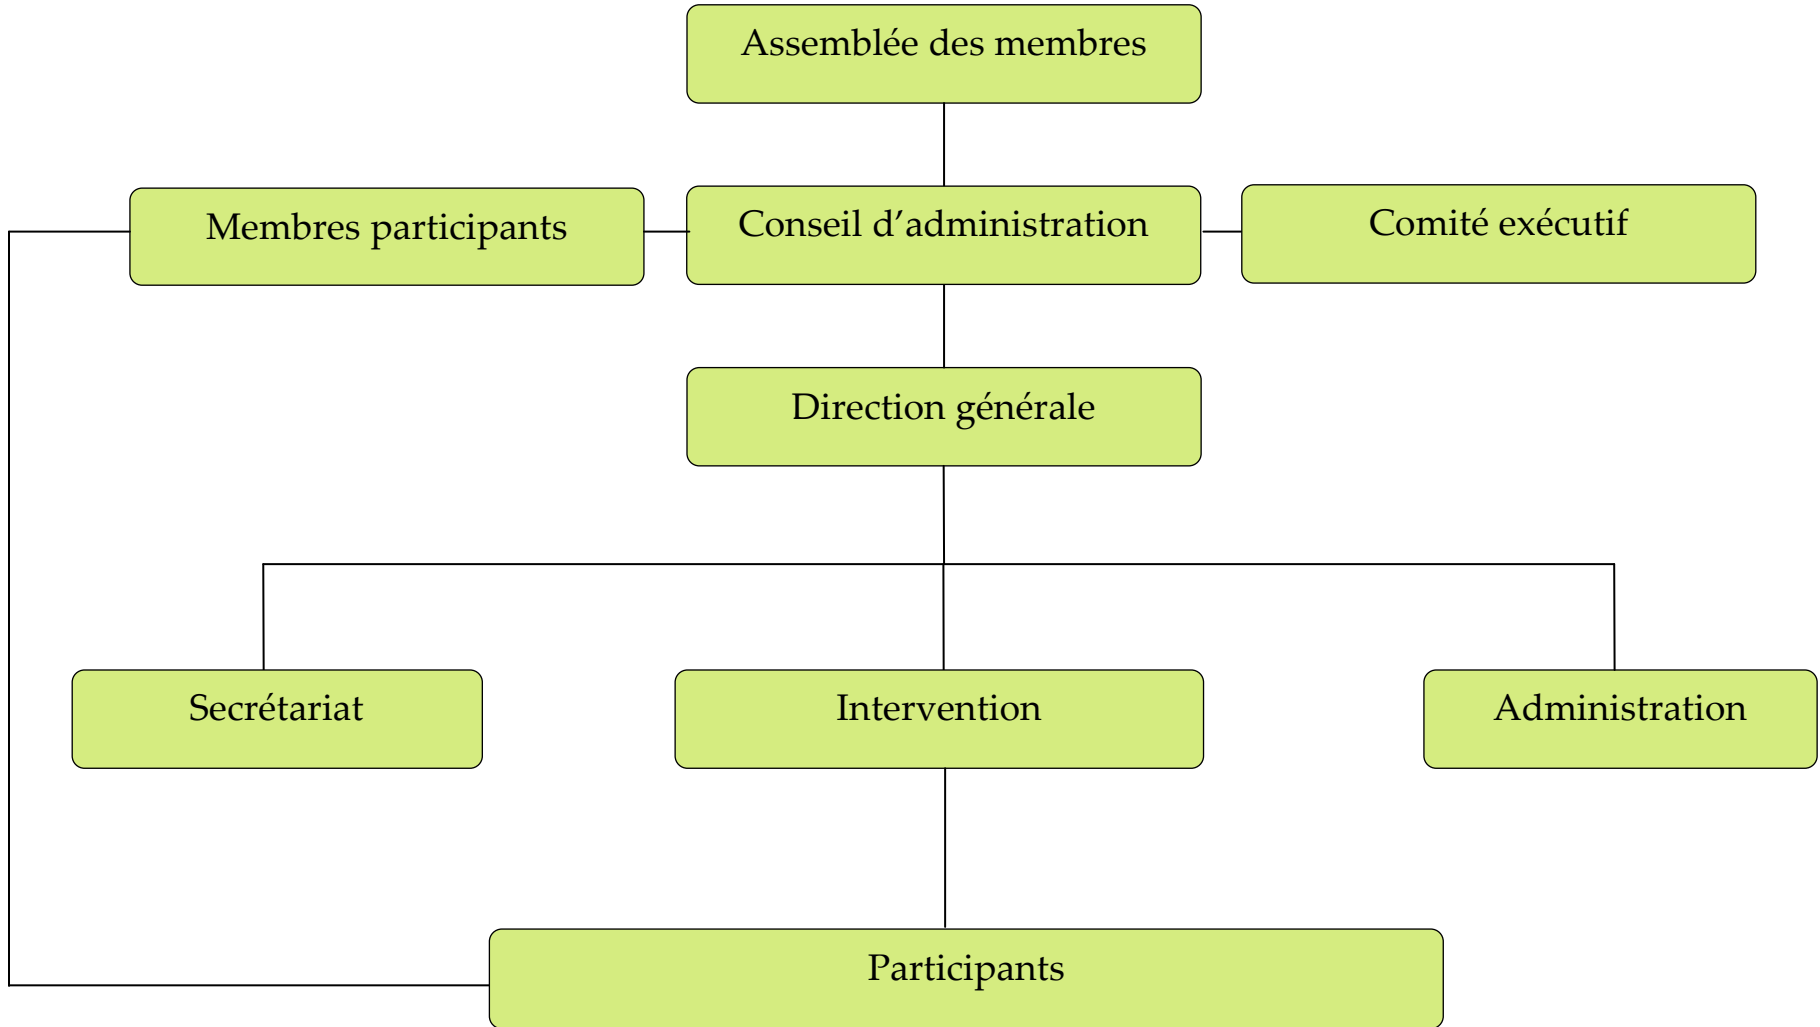 Assemblée des membres
Membres participants
Conseil d’administration
Comité exécutif
Direction générale
Secrétariat
Intervention
Administration
Participants